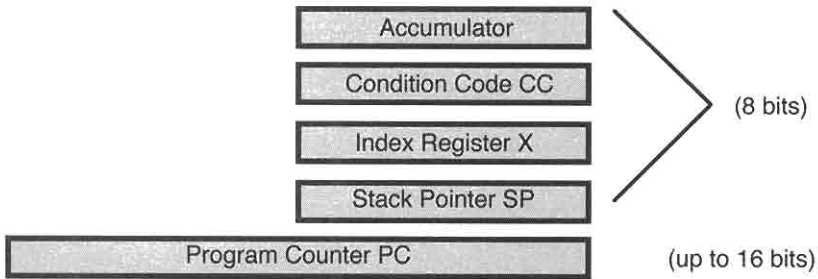 Accumulator
Condition Code CC
(8 bits)
Index Register X
Stack Pointer SP
Program Counter PC
(up to 16 bits)